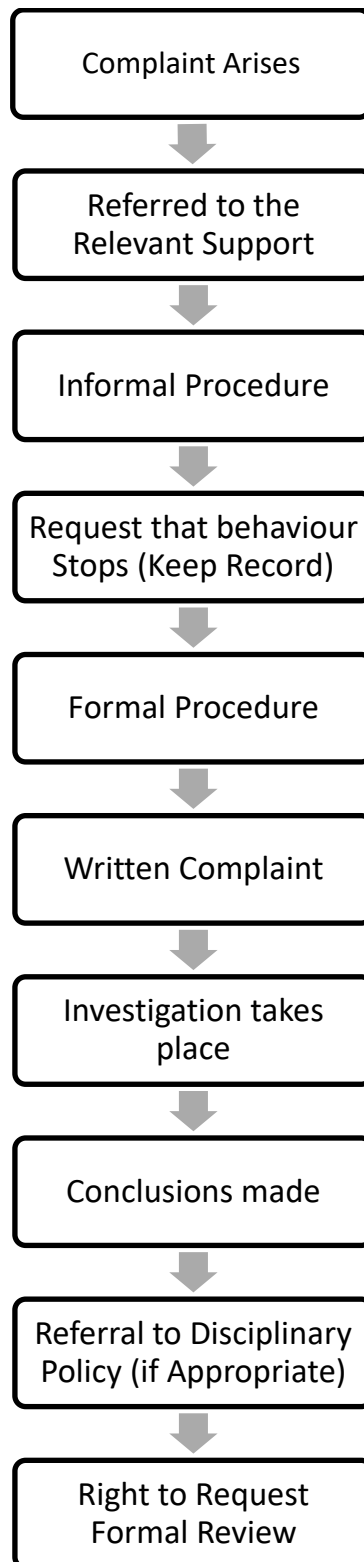 Complaint Arises
Referred to the
Relevant Support
Informal Procedure
Request that behaviour
Stops (Keep Record)
Formal Procedure
Written Complaint
Investigation takes
place
Conclusions made
Referral to Disciplinary
Policy (if Appropriate)
Right to Request
Formal Review